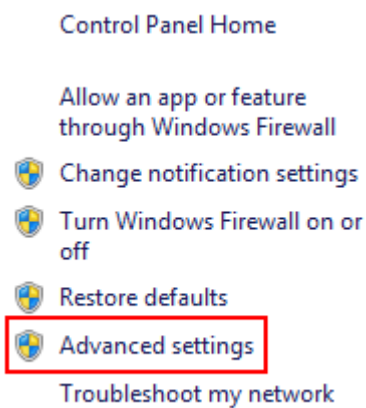 Control Panel Home
Allow an app or feature
through Windows Firewall
Change notification settings
Turn Windows Firewall on or
off
Restore defaults
Advanced settings
Troubleshoot my network